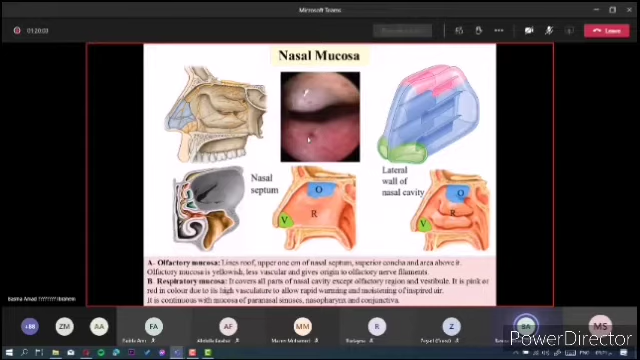 Microsoft Teams
01:20:03
Leave
Nasal Mucosa
Nasal
septum
Lateral
wall of
nasal cavity
O
R
V
O
R
V
A- Olfactory mucosa: Lines roof, upper one cm of nasal septum, superior concha and area above it.
Olfactory mucosa is yellowish, less vascular and gives origin to olfactory nerve filaments.
B. Respiratory mucosa: It covers all parts of nasal cavity except olfactory region and vestibule. It is pink or
red in colour due to its high vasculature to allow rapid warming and moistening of inspired air.
It is continuous with mucosa of paranasal sinuses, nasopharynx and conjunctiva.
ZM
AA
FA
AF
MM
R
Z
BA
MS
PowerDirector